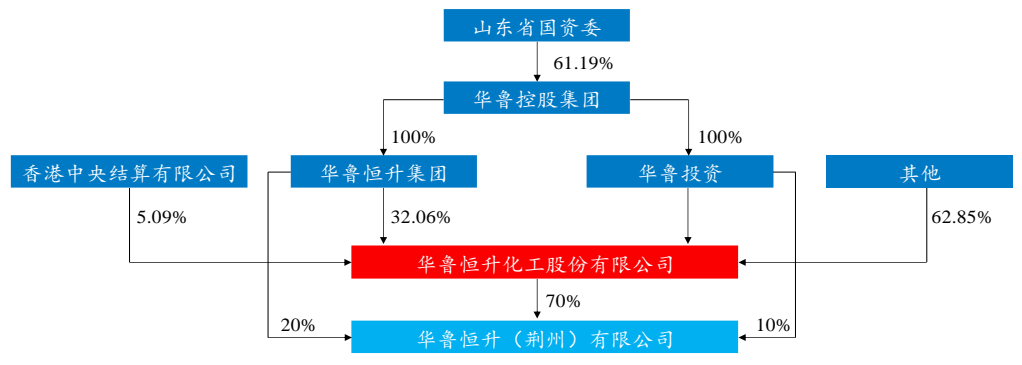 山东省国资委
61.19%
华鲁控股集团
100%
100%
香港中央结算有限公司
华鲁恒升集团
华鲁投资
其他
5.09%
32.06%
62.85%
华鲁恒升化工股份有限公司
70%
20%
10%
华鲁恒升（荆州）有限公司